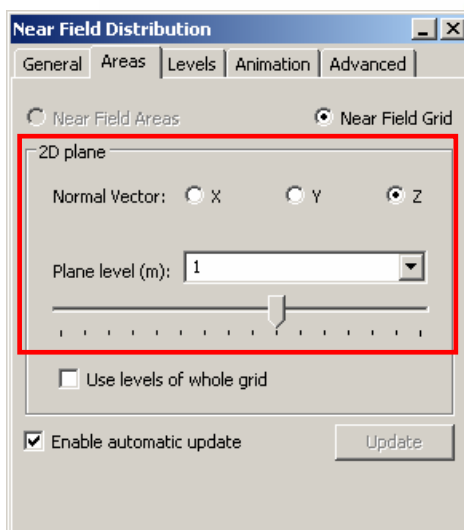 Near Field Distribution
General Areas Levels Animation Advanced
Near Field Areas Near Field Grid
2D plane
Normal Vector: X Y Z
Plane level (m): 1
Use levels of whole grid
Enable automatic update Update